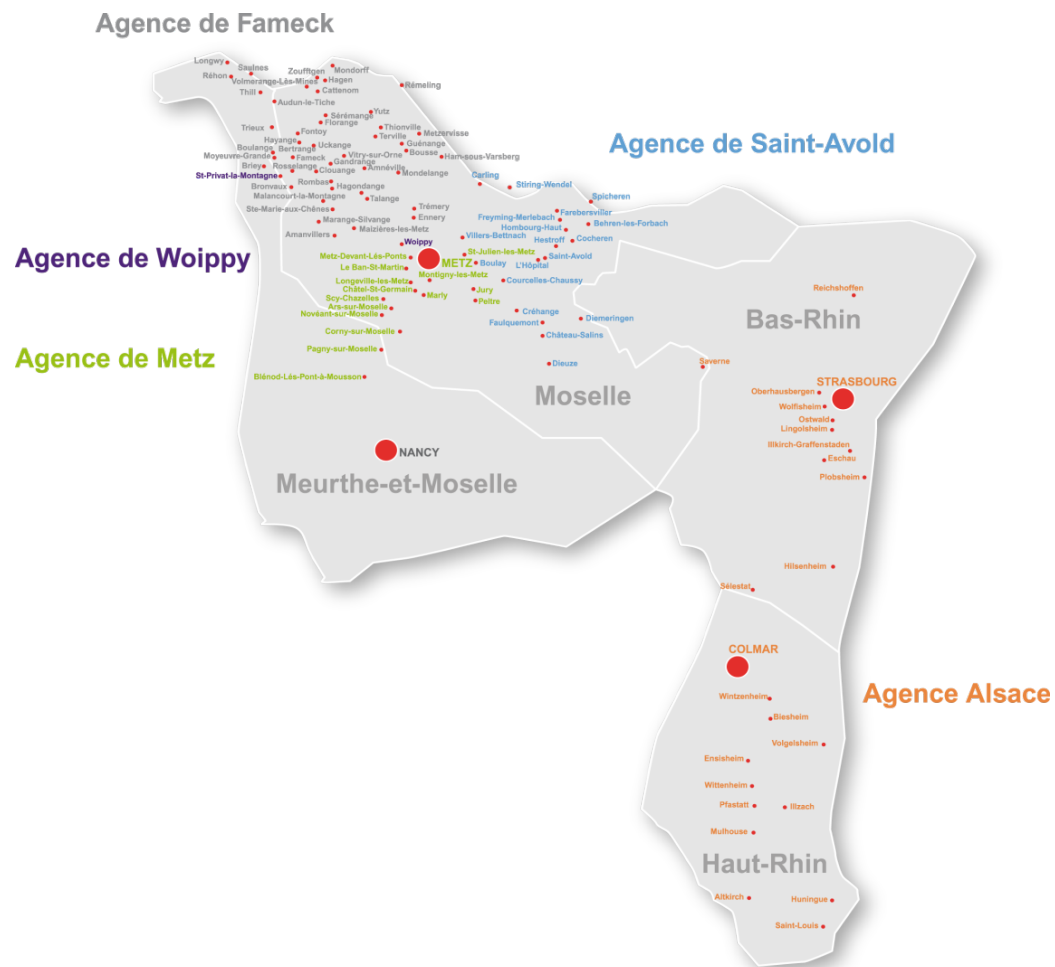 Agence de Fameck
Longwy
Saulnes
Mondorff
Zoufftgen
Réhon
Volmerange-Lès-Mines
Hagen
Rémeling
Thill
Cattenom
Audun-le-Tiche
Sérémange
Yutz
Florange
Trieux
Thionville
Fontoy
Metzervisse
Terville
Hayange
Uckange
Guénange
Boulange
Bertrange
Bousse
Moyeuvre-Grande
Fameck
Vitry-sur-Orne
Ham-sous-Varsberg
Gandrange
Briey
Rosselange
Clouange
Amnéville
Mondelange
St-Privat-la-Montagne
Rombas
Bronvaux
Hagondange
Malancourt-la-Montagne
Talange
Ste-Marie-aux-Chênes
Trémery
Marange-Silvange
Ennery
Maizières-les-Metz
Amanvillers
Agence de Saint-Avold
Carling
Stiring-Wendel
Spicheren
Farebersviller
Freyming-Merlebach
Behren-les-Forbach
Hombourg-Haut
Villers-Bettnach
Hestroff
Cocheren
Agence de Woippy
Woippy
St-Julien-les-Metz
Metz-Devant-Lés-Ponts
METZ
Boulay
L'Hôpital
Saint-Avold
Le Ban-St-Martin
Montigny-les-Metz
Longeville-les-Metz
Courcelles-Chaussy
Châtel-St-Germain
Jury
Marly
Scy-Chazelles
Peltre
Ars-sur-Moselle
Novéant-sur-Moselle
Créhange
Faulquemont
Diemeringen
Corny-sur-Moselle
Château-Salins
Agence de Metz
Pagny-sur-Moselle
Dieuze
Blénod-Lés-Pont-à-Mousson
Moselle
NANCY
Meurthe-et-Moselle
Reichshoffen
Bas-Rhin
Saverne
STRASBOURG
Oberhausbergen
Wolfisheim
Ostwald
Lingolsheim
Illkirch-Graffenstaden
Eschau
Plobsheim
Hilsenheim
Sélestat
COLMAR
Agence Alsace
Wintzenheim
Biesheim
Volgelsheim
Ensisheim
Wittenheim
Pfastatt
Illzach
Mulhouse
Haut-Rhin
Altkirch
Huningue
Saint-Louis